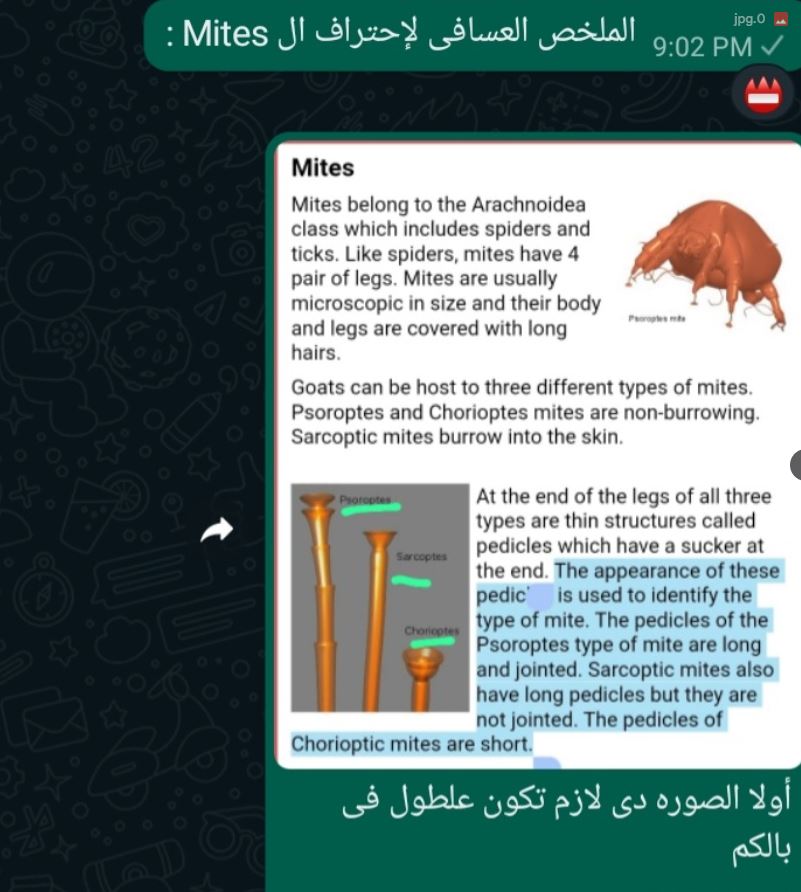 jpg.0
الملخص العسافى لإحتراف ال Mites :
9:02 PM
Mites
Mites belong to the Arachnoidea
class which includes spiders and
ticks. Like spiders, mites have 4
pair of legs. Mites are usually
microscopic in size and their body
and legs are covered with long
hairs.
Psoroptes mite
Goats can be host to three different types of mites.
Psoroptes and Chorioptes mites are non-burrowing.
Sarcoptic mites burrow into the skin.
Psoroptes
Sarcoptes
Chorioptes
At the end of the legs of all three
types are thin structures called
pedicles which have a sucker at
the end. The appearance of these
is used to identify the
type of mite. The pedicles of the
Psoroptes type of mite are long
and jointed. Sarcoptic mites also
have long pedicles but they are
not jointed. The pedicles of
Chorioptic mites are short.
أولا الصوره دى لازم تكون علطول فى
بالكم